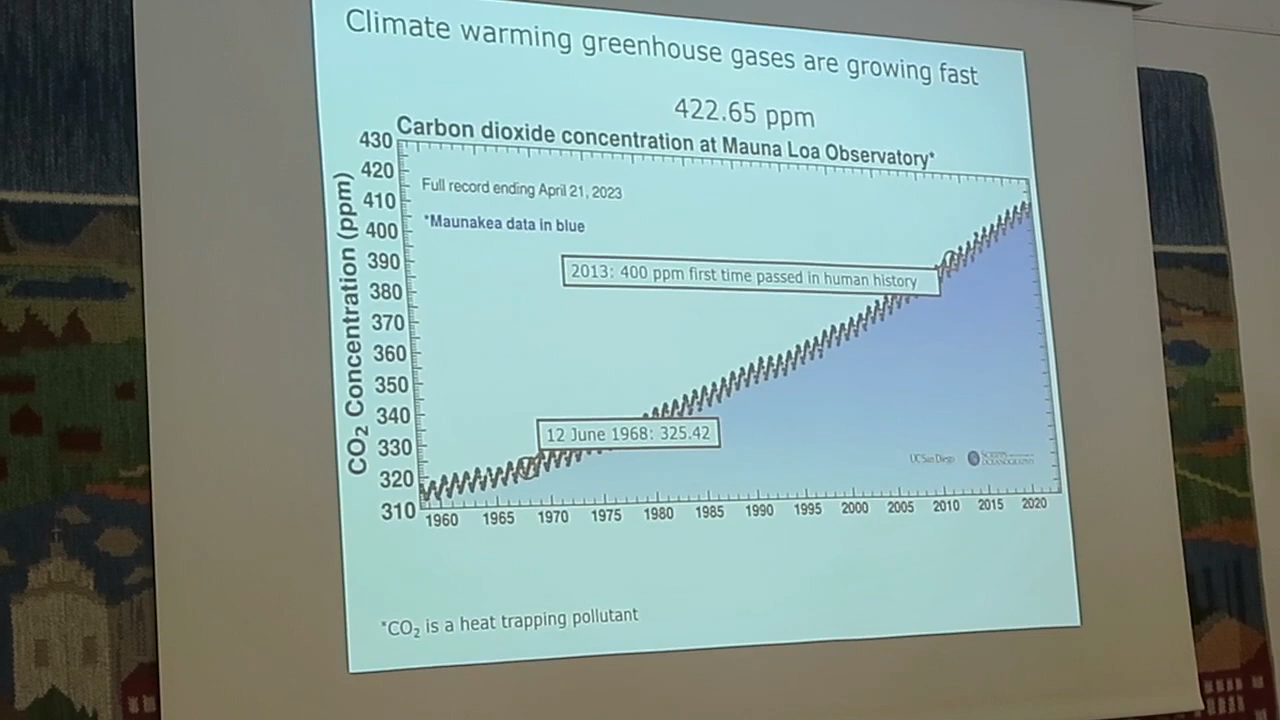 Climate warming greenhouse gases are growing fast
422.65 ppm
Carbon dioxide concentration at Mauna Loa Observatory*
430
420
410
400
390
380
370
360
350
340
330
320
310
CO₂ Concentration (ppm)
Full record ending April 21, 2023
*Maunakea data in blue
2013: 400 ppm first time passed in human history
12 June 1968: 325.42
UC San Diego
1960 1965 1970 1975 1980 1985 1990 1995 2000 2005 2010 2015 2020
*CO₂ is a heat trapping pollutant